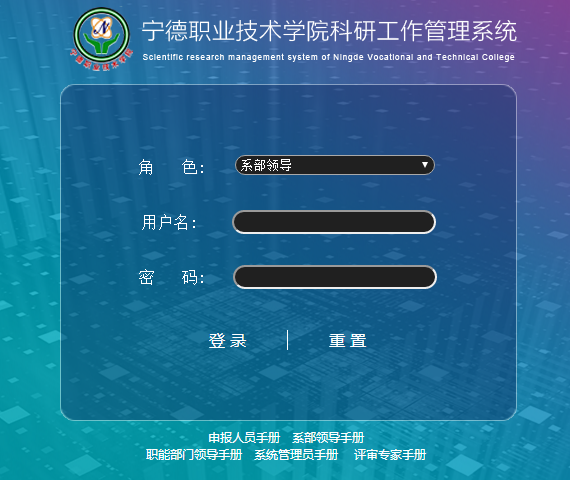 宁德职业技术学院科研工作管理系统
Scientific research management system of Ningde Vocational and Technical College
角 色: 系部领导
用户名:
密 码:
登录 重置
申报人员手册 系部领导手册
职能部门领导手册 系统管理员手册 评审专家手册